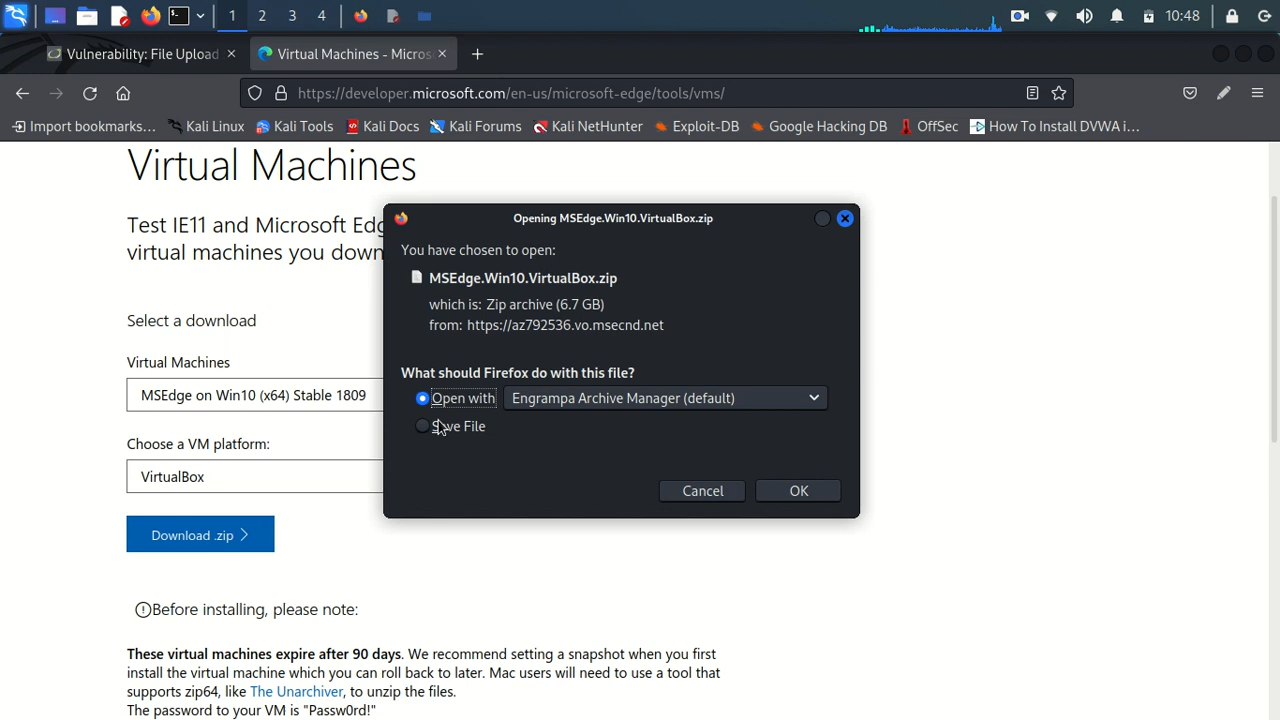 1 2 3 4 10:48
Vulnerability: File Upload Virtual Machines - Micros
https://developer.microsoft.com/en-us/microsoft-edge/tools/vms/
Import bookmarks... Kali Linux Kali Tools Kali Docs Kali Forums Kali NetHunter Exploit-DB Google Hacking DB OffSec How To Install DVWA i...
Virtual Machines
Test IE11 and Microsoft Edg
virtual machines you down
Select a download
Virtual Machines
MSEdge on Win10 (x64) Stable 1809
Choose a VM platform:
VirtualBox
Download .zip
Opening MSEdge.Win10.VirtualBox.zip
You have chosen to open:
MSEdge.Win10.VirtualBox.zip
which is: Zip archive (6.7 GB)
from: https://az792536.vo.msecnd.net
What should Firefox do with this file?
Open with Engrampa Archive Manager (default)
Save File
Cancel OK
Before installing, please note:
These virtual machines expire after 90 days. We recommend setting a snapshot when you first
install the virtual machine which you can roll back to later. Mac users will need to use a tool that
supports zip64, like The Unarchiver, to unzip the files.
The password to your VM is "Passw0rd!"